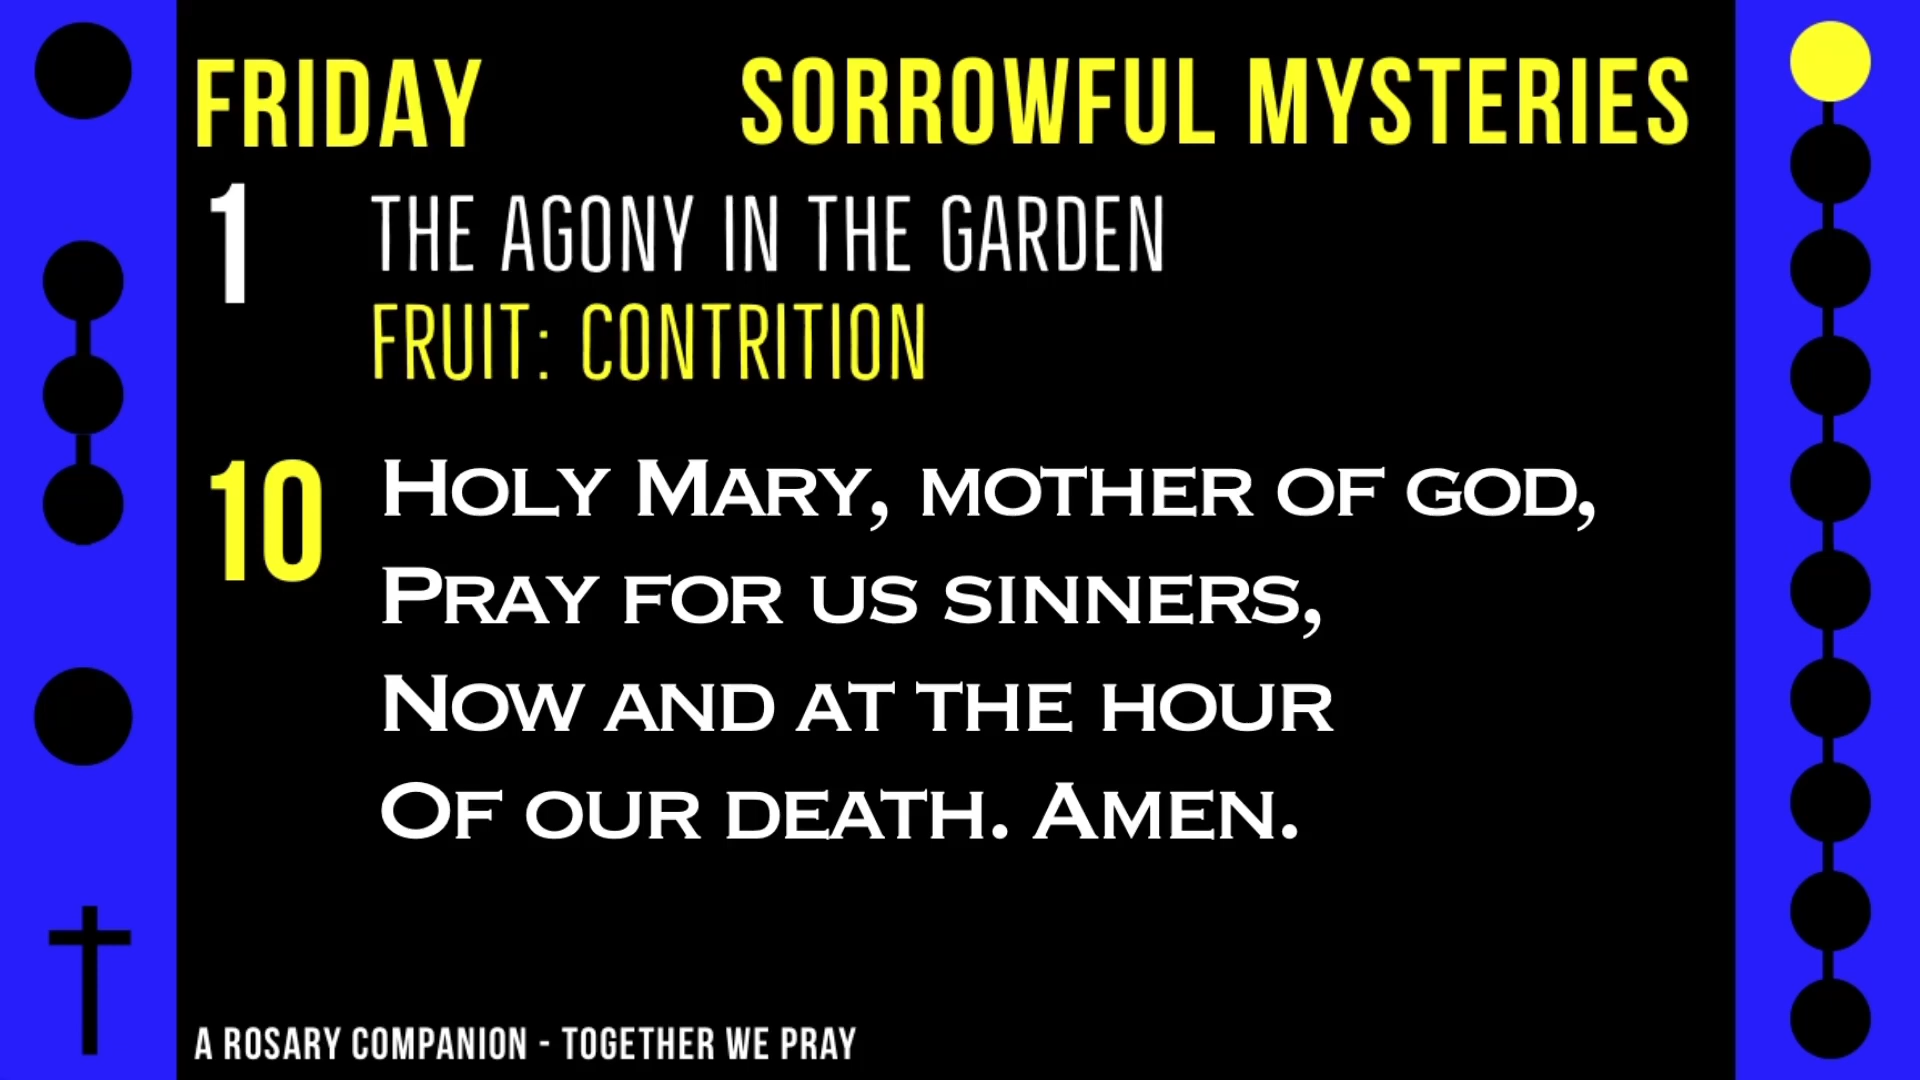 FRIDAY SORROWFUL MYSTERIES
1 THE AGONY IN THE GARDEN
FRUIT: CONTRITION
10 HOLY MARY, MOTHER OF GOD,
PRAY FOR US SINNERS,
NOW AND AT THE HOUR
OF OUR DEATH. AMEN.
A ROSARY COMPANION - TOGETHER WE PRAY